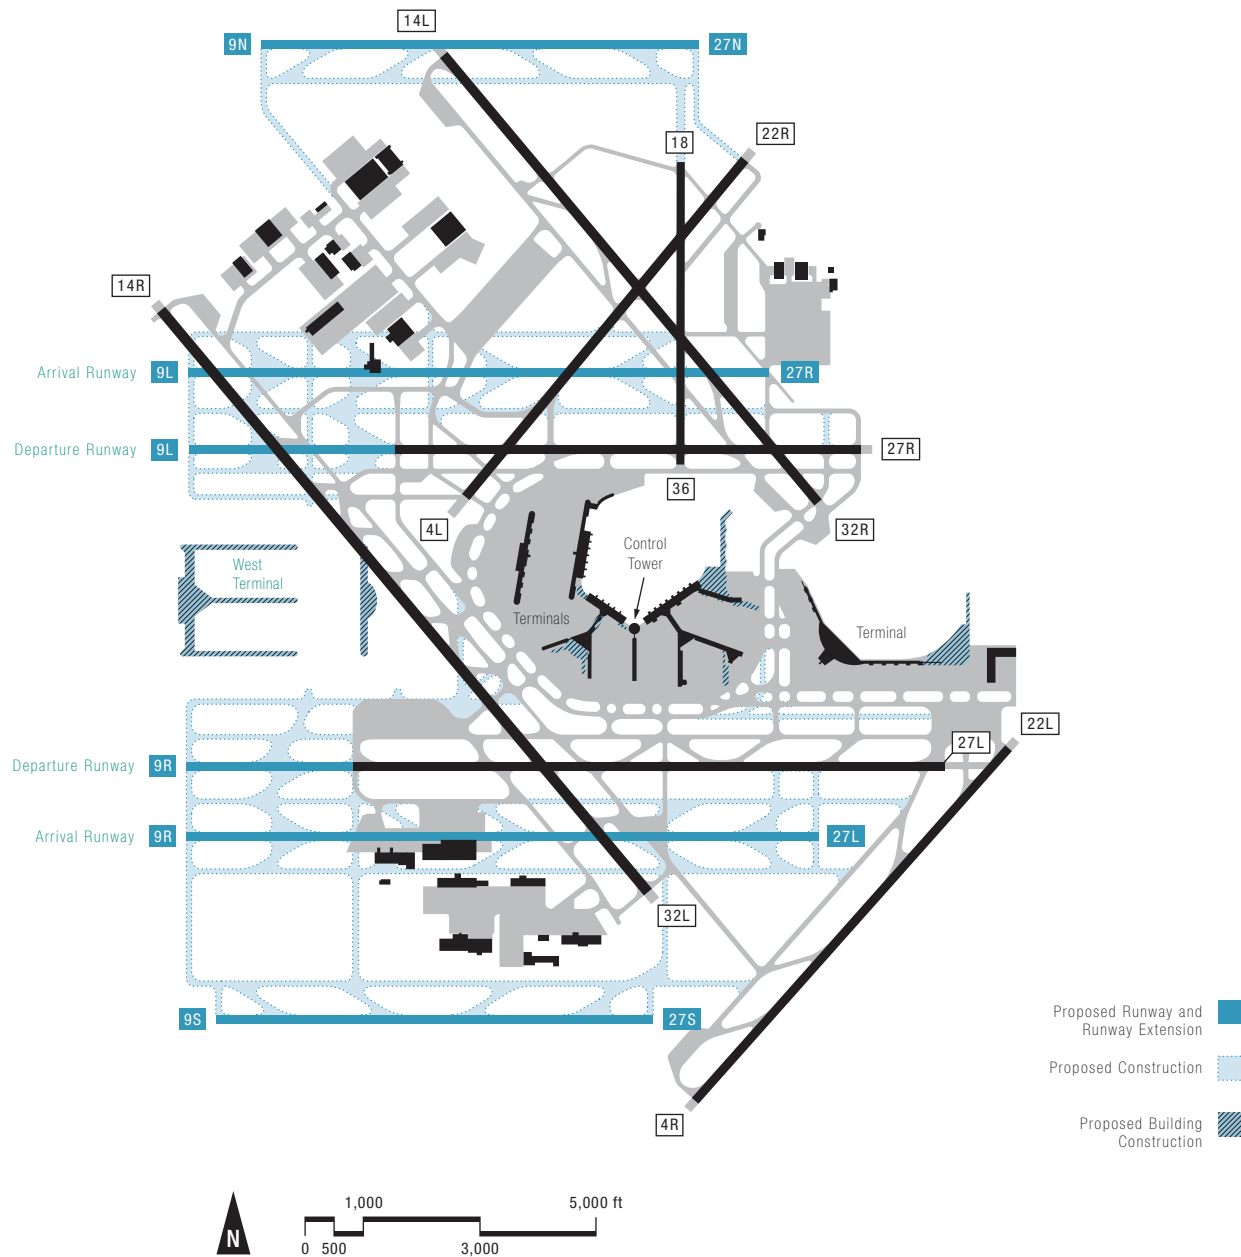 14L
9N
27N
22R
18
14R
Arrival Runway
9L
27R
Departure Runway
9L
27R
36
4L
32R
Control
Tower
West
Terminal
Terminals
Terminal
22L
27L
Departure Runway
9R
Arrival Runway
9R
27L
32L
9S
27S
Proposed Runway and
Runway Extension
Proposed Construction
4R
Proposed Building
Construction
1,000
5,000 ft
N
0
500
3,000